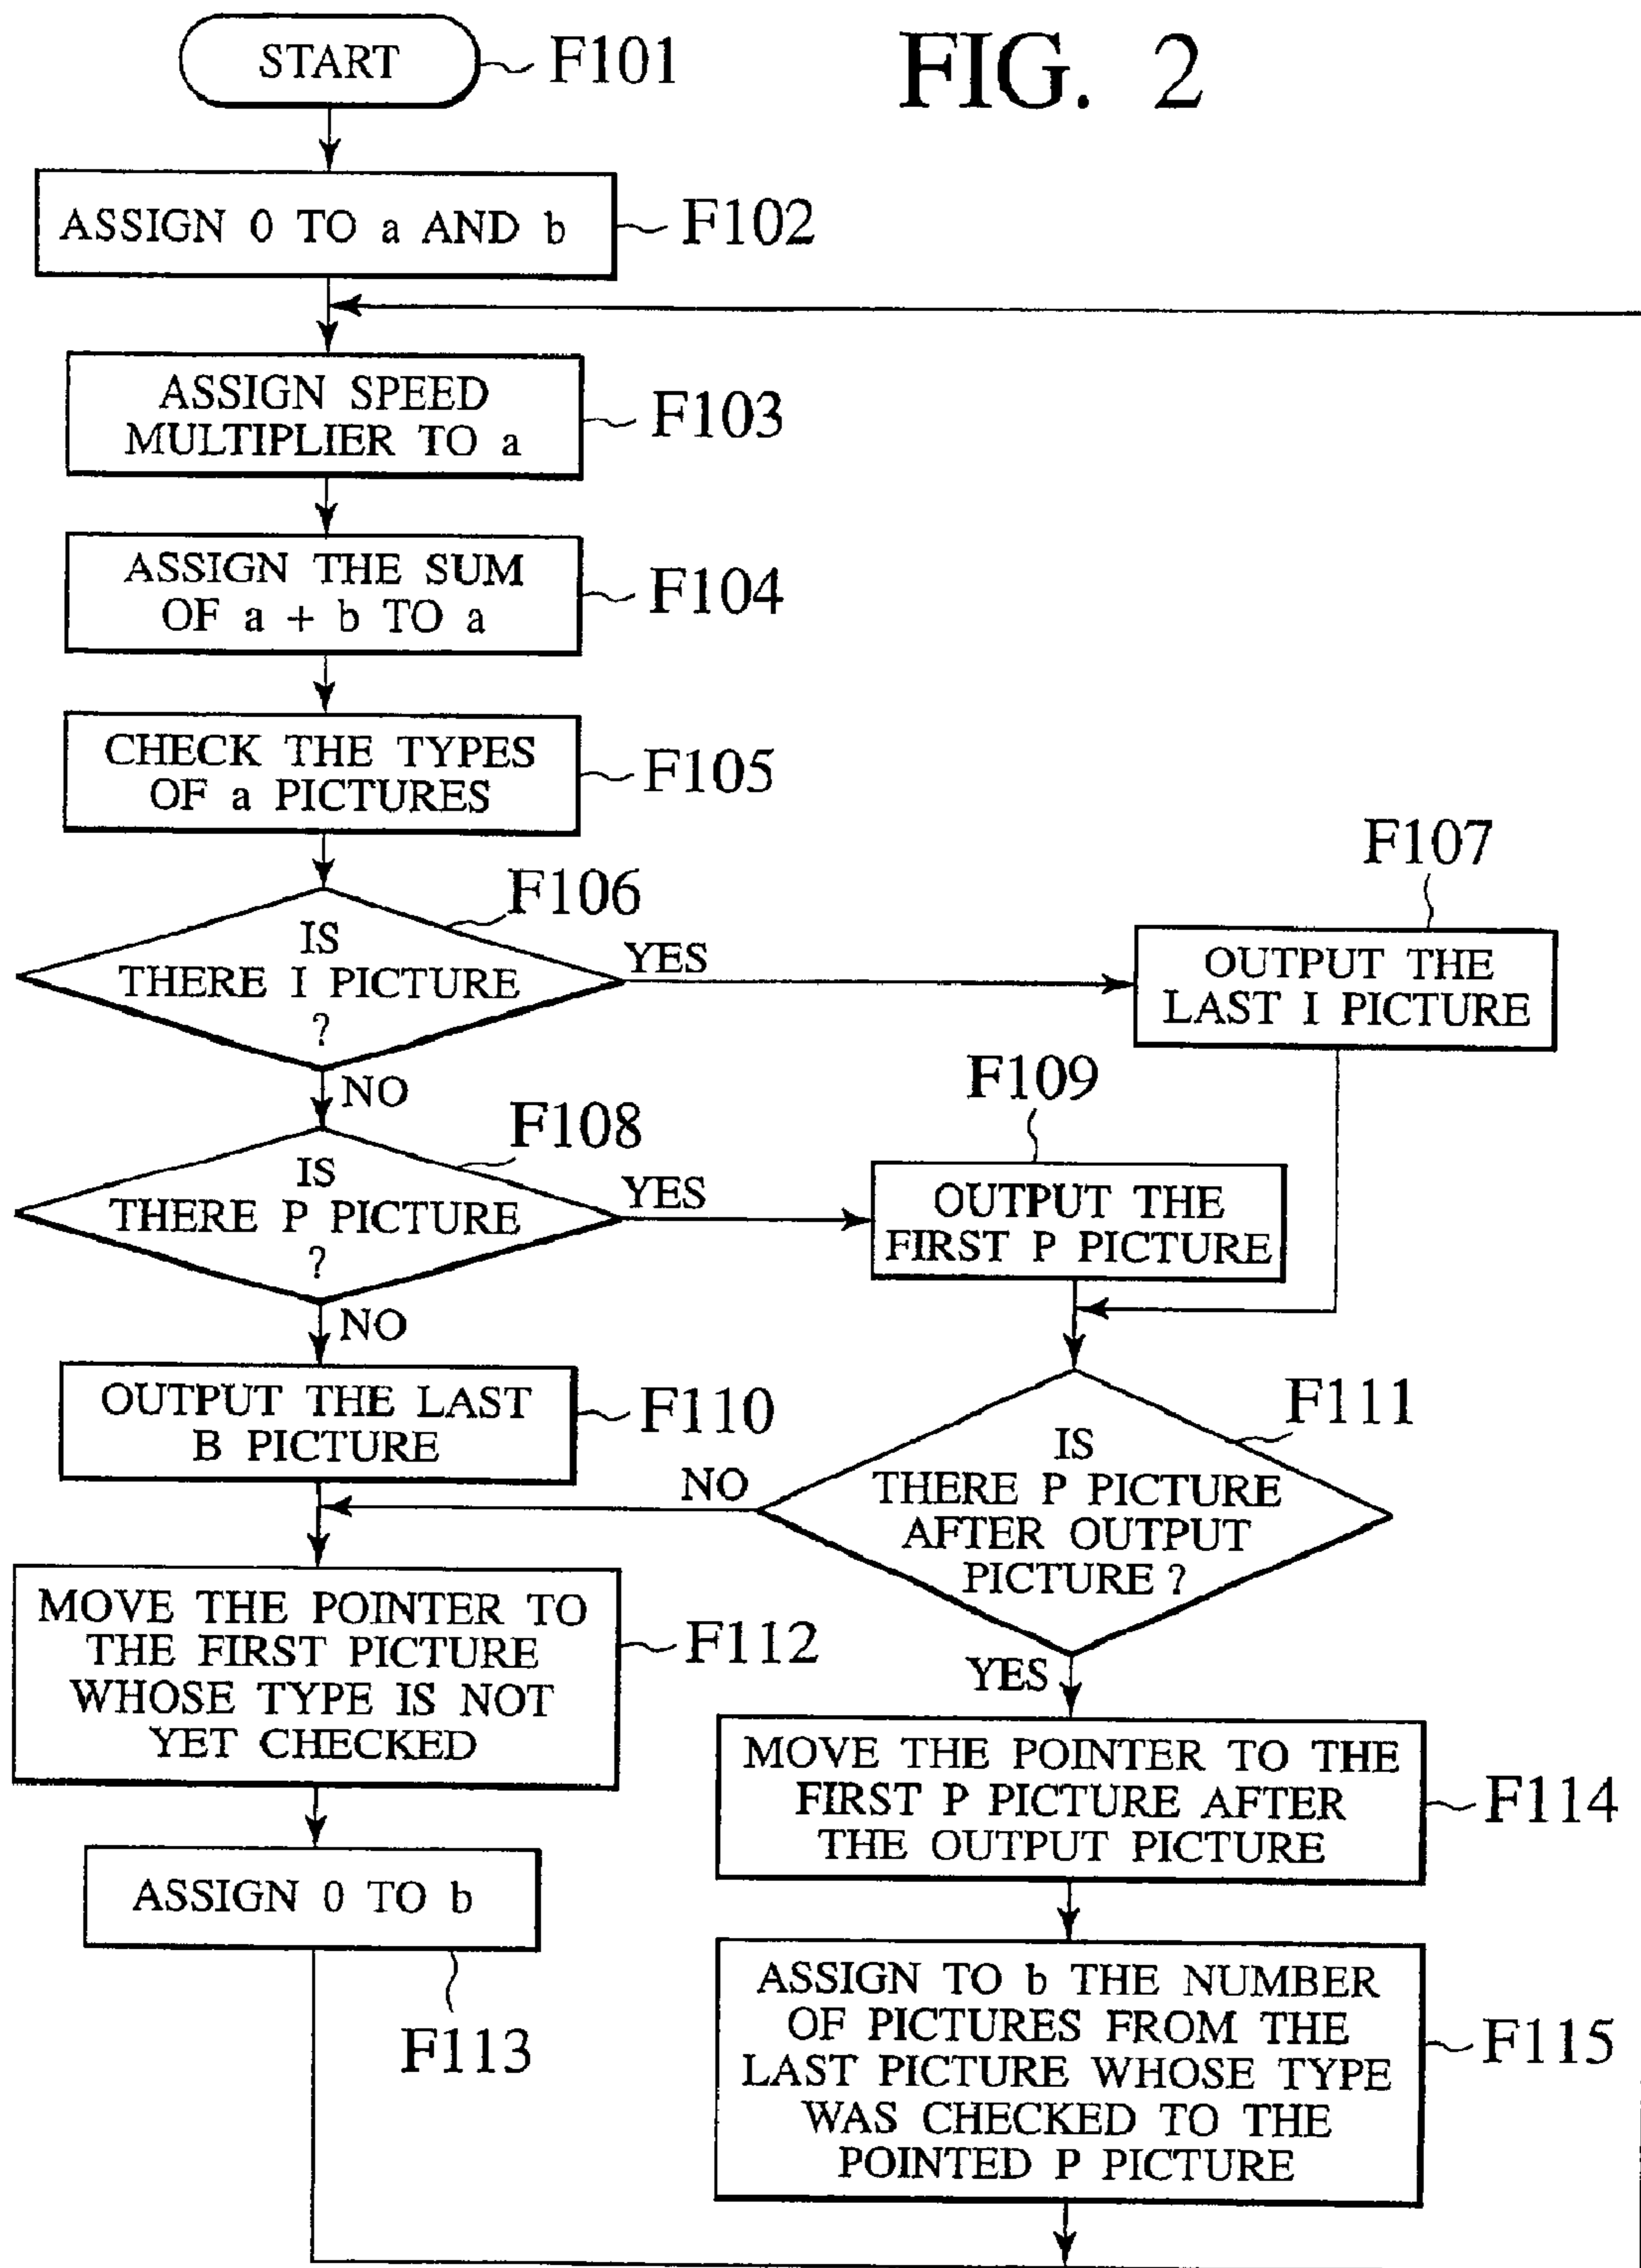 FIG. 2
START
F101
ASSIGN 0 TO a AND b
F102
ASSIGN SPEED
MULTIPLIER TO a
F103
ASSIGN THE SUM
OF a + b TO a
F104
CHECK THE TYPES
OF a PICTURES
F105
F106
IS
THERE I PICTURE
?
YES
NO
F107
OUTPUT THE
LAST I PICTURE
F108
IS
THERE P PICTURE
?
YES
NO
F109
OUTPUT THE
FIRST P PICTURE
OUTPUT THE LAST
B PICTURE
F110
F111
IS
THERE P PICTURE
AFTER OUTPUT
PICTURE ?
NO
YES
MOVE THE POINTER TO
THE FIRST PICTURE
WHOSE TYPE IS NOT
YET CHECKED
F112
ASSIGN 0 TO b
F113
MOVE THE POINTER TO THE
FIRST P PICTURE AFTER
THE OUTPUT PICTURE
F114
ASSIGN TO b THE NUMBER
OF PICTURES FROM THE
LAST PICTURE WHOSE TYPE
WAS CHECKED TO THE
POINTED P PICTURE
F115